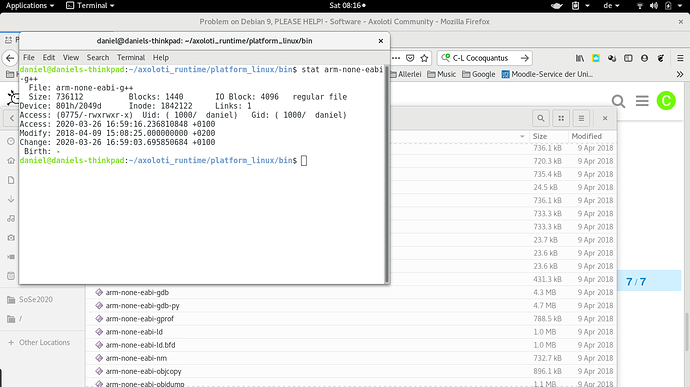 Applications Terminal Sat 08:16 de
Problem on Debian 9, PLEASE HELP! - Software - Axoloti Community - Mozilla Firefox
daniel@daniels-thinkpad: ~/axoloti_runtime/platform_linux/bin
File Edit View Search Terminal Help
daniel@daniels-thinkpad:~/axoloti_runtime/platform_linux/bin$ stat arm-none-eabi
-g++
File: arm-none-eabi-g++
Size: 736112 Blocks: 1440 IO Block: 4096 regular file
Device: 801h/2049d Inode: 1842122 Links: 1
Access: (0775/-rwxrwxr-x) Uid: ( 1000/ daniel) Gid: ( 1000/ daniel)
Access: 2020-03-26 16:59:16.236810848 +0100
Modify: 2018-04-09 15:08:25.000000000 +0200
Change: 2020-03-26 16:59:03.695850684 +0100
Birth: -
daniel@daniels-thinkpad:~/axoloti_runtime/platform_linux/bin$
C-L Cocoquantus
Allerlei Music Google Moodle-Service der Uni...
C
Size Modified
736.1 kB 9 Apr 2018
720.3 kB 9 Apr 2018
735.4 kB 9 Apr 2018
24.5 kB 9 Apr 2018
736.1 kB 9 Apr 2018
733.3 kB 9 Apr 2018
733.3 kB 9 Apr 2018
23.7 kB 9 Apr 2018
23.6 kB 9 Apr 2018
23.6 kB 9 Apr 2018
431.3 kB 9 Apr 2018
7 / 7
arm-none-eabi-gdb 4.3 MB 9 Apr 2018
SoSe2020
arm-none-eabi-gdb-py 4.7 MB 9 Apr 2018
/
arm-none-eabi-gprof 788.5 kB 9 Apr 2018
arm-none-eabi-ld 1.0 MB 9 Apr 2018
+ Other Locations
arm-none-eabi-ld.bfd 1.0 MB 9 Apr 2018
arm-none-eabi-nm 732.7 kB 9 Apr 2018
arm-none-eabi-objcopy 896.1 kB 9 Apr 2018
arm-none-eabi-objdump 1.1 MB 9 Apr 2018